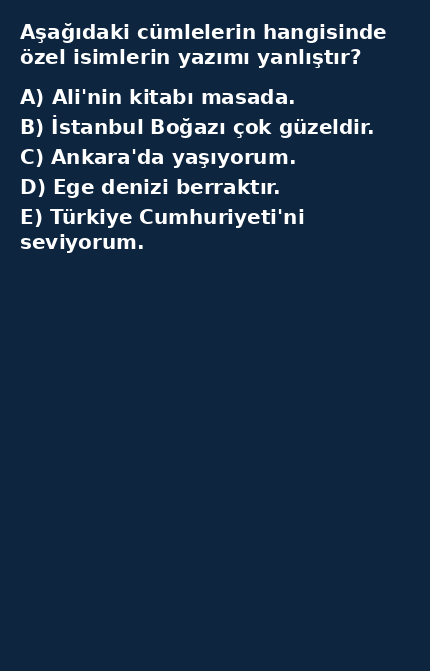 Aşağıdaki cümlelerin hangisinde
özel isimlerin yazımı yanlıştır?
A) Ali'nin kitabı masada.
B) İstanbul Boğazı çok güzeldir.
C) Ankara'da yaşıyorum.
D) Ege denizi berraktır.
E) Türkiye Cumhuriyeti'ni
seviyorum.